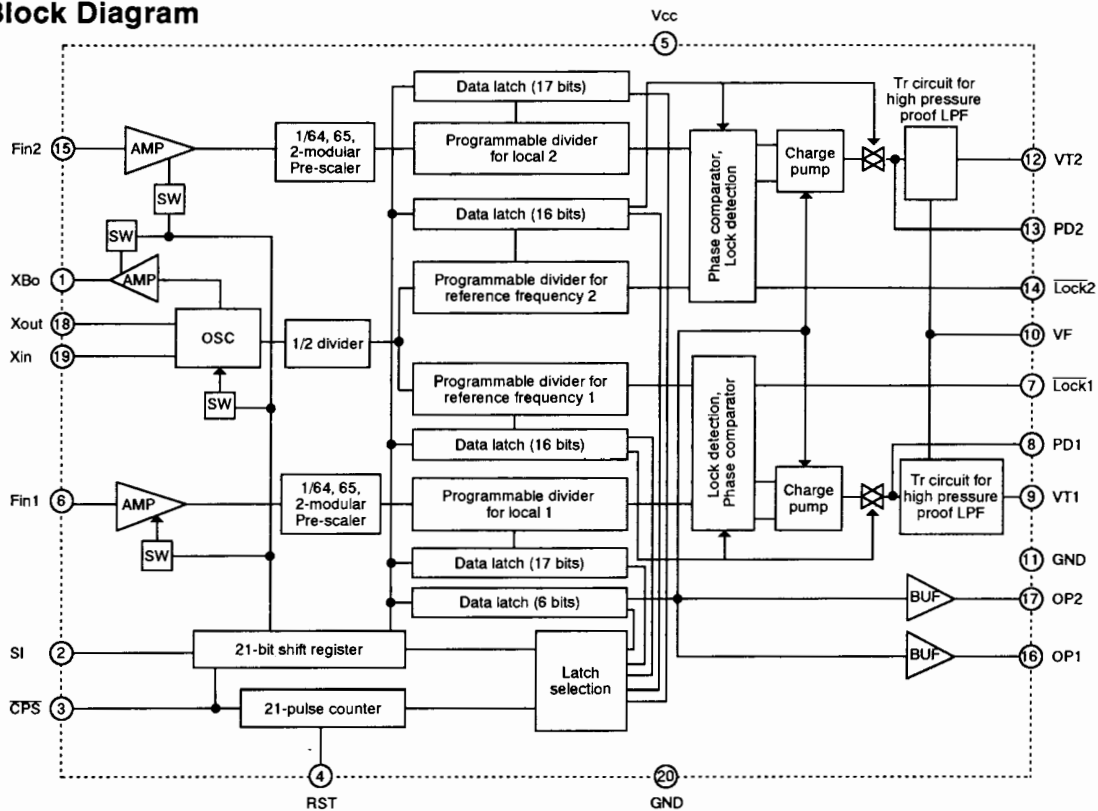 Block Diagram
Vcc
5
Data latch (17 bits)
Tr circuit for
high pressure
proof LPF
Fin2
15
AMP
1/64, 65,
2-modular
Pre-scaler
Programmable divider
for local 2
Phase comparator,
Lock detection
Charge
pump
12
VT2
SW
SW
Data latch (16 bits)
13
PD2
XBo
1
AMP
Programmable divider for
reference frequency 2
14
Lock2
Xout
18
OSC
1/2 divider
10
VF
Xin
19
Programmable divider for
reference frequency 1
Lock detection,
Phase comparator
7
Lock1
SW
Data latch (16 bits)
8
PD1
Fin1
6
AMP
1/64, 65,
2-modular
Pre-scaler
Programmable divider
for local 1
Charge
pump
Tr circuit for
high pressure
proof LPF
9
VT1
SW
Data latch (17 bits)
11
GND
Data latch (6 bits)
BUF
17
OP2
SI
2
21-bit shift register
Latch
selection
BUF
16
OP1
CPS
3
21-pulse counter
4
RST
20
GND